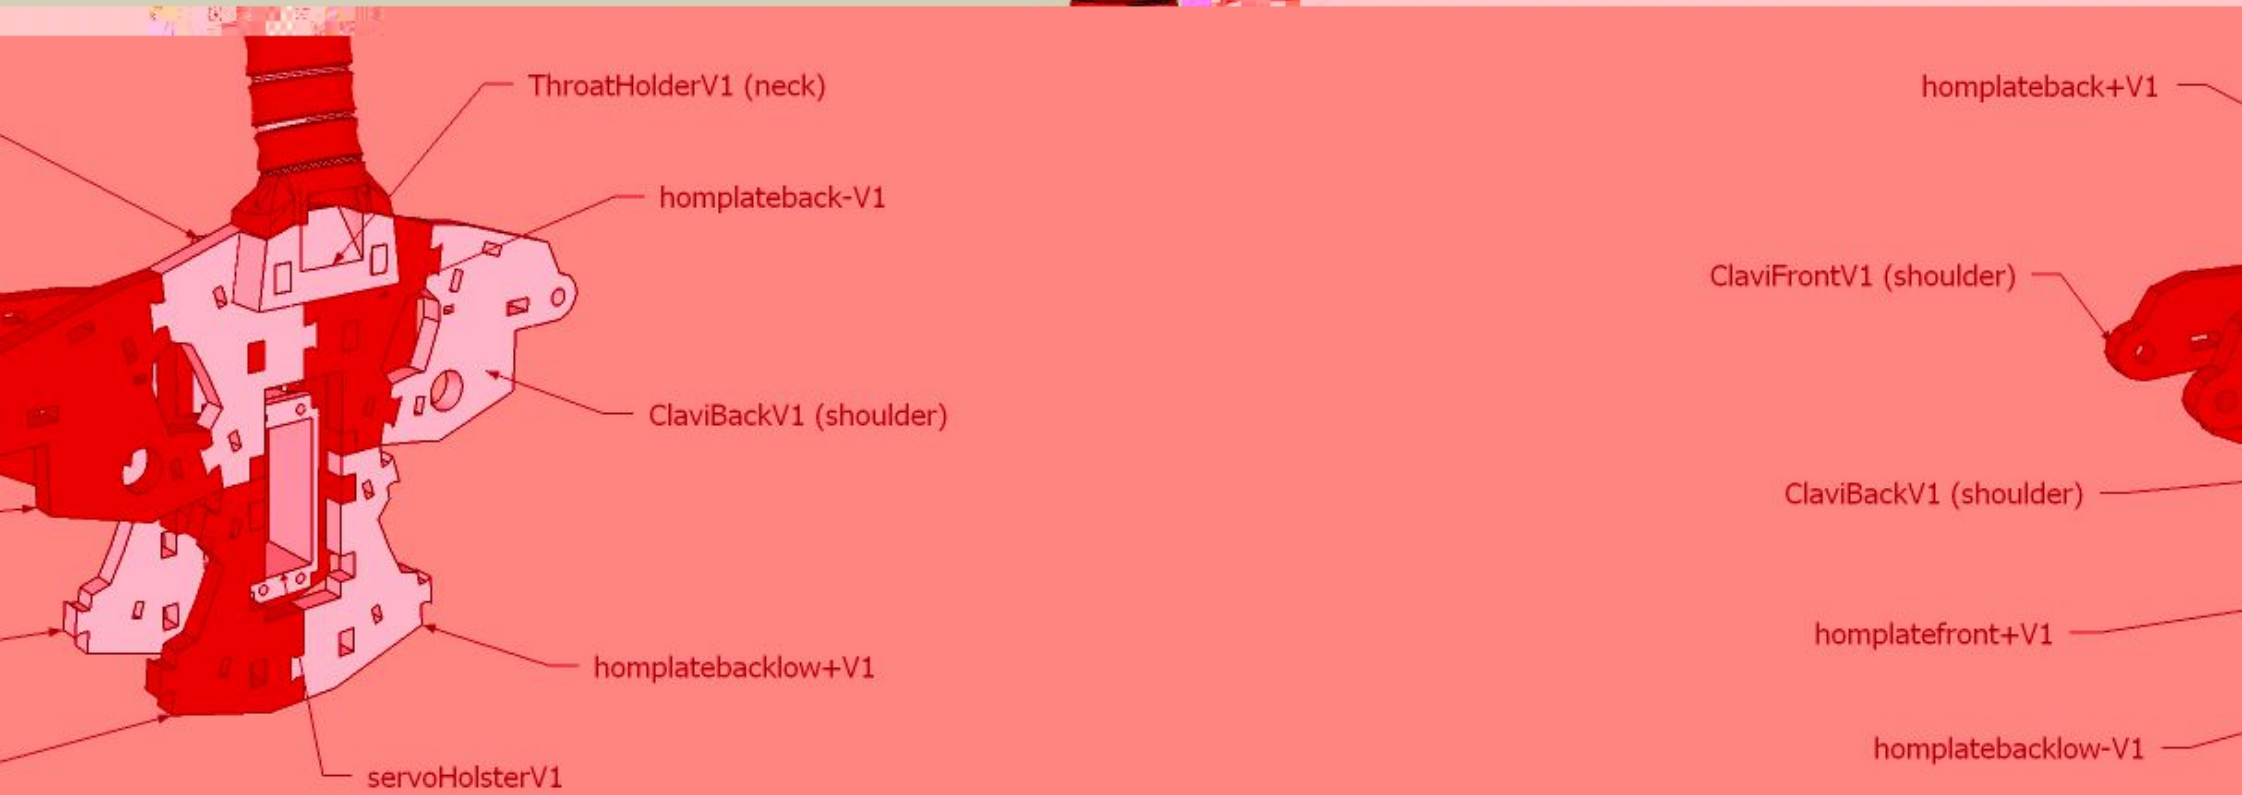 ThroatHolderV1 (neck)
homplateback-V1
ClaviBackV1 (shoulder)
homplatebacklow+V1
servoHolsterV1
homplateback+V1
ClaviFrontV1 (shoulder)
ClaviBackV1 (shoulder)
homplatefront+V1
homplatebacklow-V1